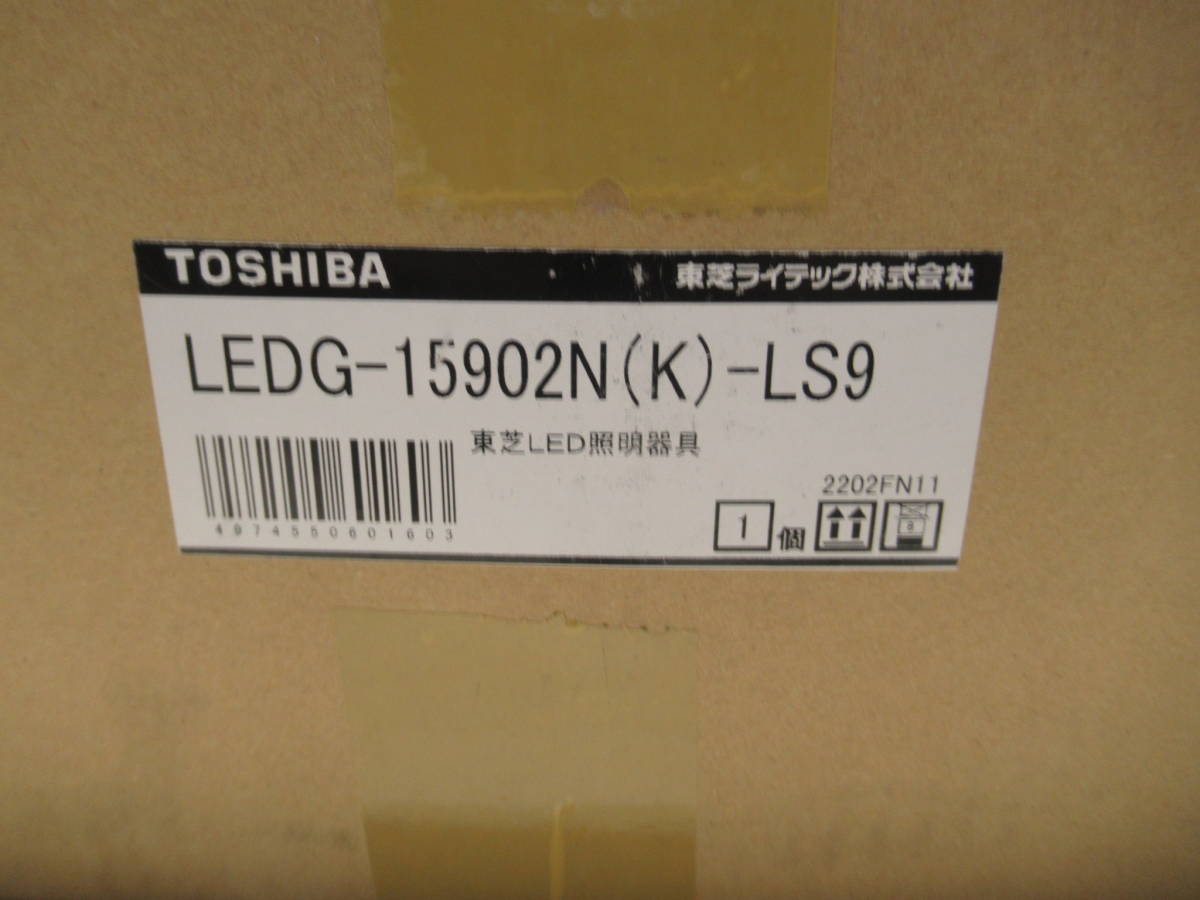 TOSHIBA 東芝ライテック株式会社
LEDG-15902N(K)-LS9
東芝LED照明器具
4974550601603
2202FN11
1 個